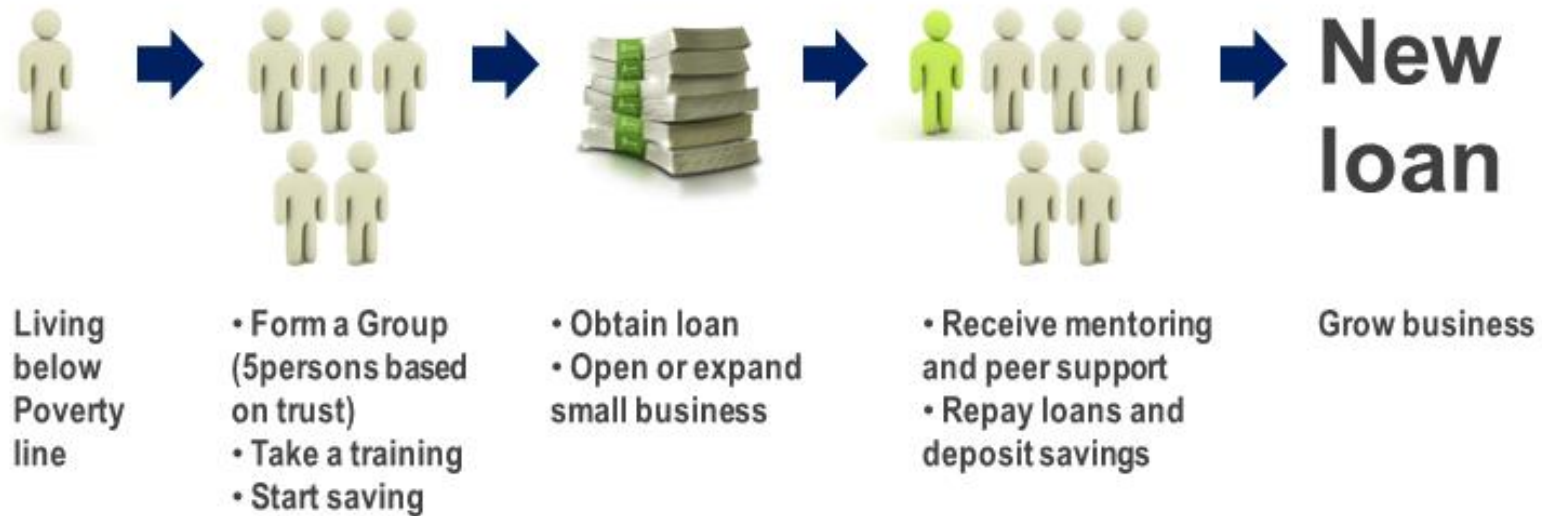 New
loan
Living
below
Poverty
line
• Form a Group
(5persons based
on trust)
• Take a training
• Start saving
• Obtain loan
• Open or expand
small business
• Receive mentoring
and peer support
• Repay loans and
deposit savings
Grow business